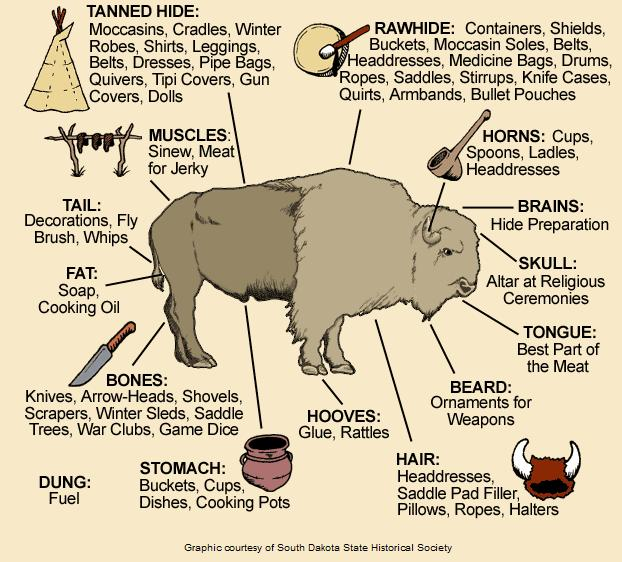 TANNED HIDE:
Moccasins, Cradles, Winter
Robes, Shirts, Leggings,
Belts, Dresses, Pipe Bags,
Quivers, Tipi Covers, Gun
Covers, Dolls
RAWHIDE: Containers, Shields,
Buckets, Moccasin Soles, Belts,
Headdresses, Medicine Bags, Drums,
Ropes, Saddles, Stirrups, Knife Cases,
Quirts, Armbands, Bullet Pouches
MUSCLES:
Sinew, Meat
for Jerky
HORNS: Cups,
Spoons, Ladles,
Headdresses
TAIL:
Decorations, Fly
Brush, Whips
BRAINS:
Hide Preparation
FAT:
Soap,
Cooking Oil
SKULL:
Altar at Religious
Ceremonies
TONGUE:
Best Part of
the Meat
BONES:
Knives, Arrow-Heads, Shovels,
Scrapers, Winter Sleds, Saddle
Trees, War Clubs, Game Dice
BEARD:
Ornaments for
Weapons
HOOVES:
Glue, Rattles
HAIR:
Headdresses,
Saddle Pad Filler,
Pillows, Ropes, Halters
STOMACH:
Buckets, Cups,
Dishes, Cooking Pots
DUNG:
Fuel
Graphic courtesy of South Dakota State Historical Society